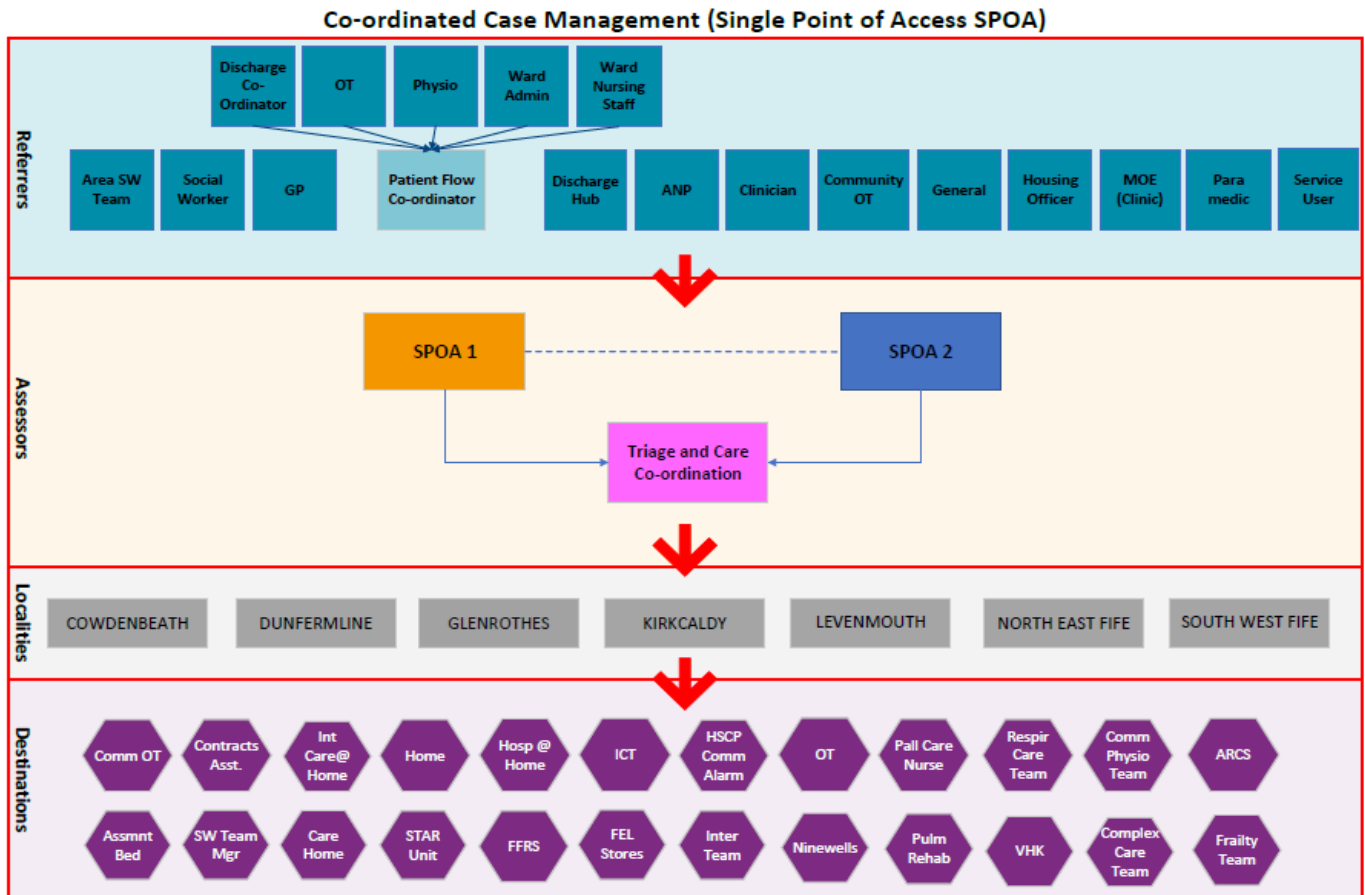 Co-ordinated Case Management (Single Point of Access SPOA)
Referrers
Discharge
Co-
Ordinator
OT
Physio
Ward
Admin
Ward
Nursing
Staff
Area SW
Team
Social
Worker
GP
Patient Flow
Co-ordinator
Discharge
Hub
ANP
Clinician
Community
OT
General
Housing
Officer
MOE
(Clinic)
Para
medic
Service
User
Assessors
SPOA 1
SPOA 2
Triage and Care
Co-ordination
Localities
COWDENBEATH
DUNFERMLINE
GLENROTHES
KIRKCALDY
LEVENMOUTH
NORTH EAST FIFE
SOUTH WEST FIFE
Destinations
Comm OT
Contracts
Asst.
Int
Care@
Home
Home
Hosp @
Home
ICT
HSCP
Comm
Alarm
OT
Pall Care
Nurse
Respir
Care
Team
Comm
Physio
Team
ARCS
Assmnt
Bed
SW Team
Mgr
Care
Home
STAR
Unit
FFRS
FEL
Stores
Inter
Team
Ninewells
Pulm
Rehab
VHK
Complex
Care
Team
Frailty
Team